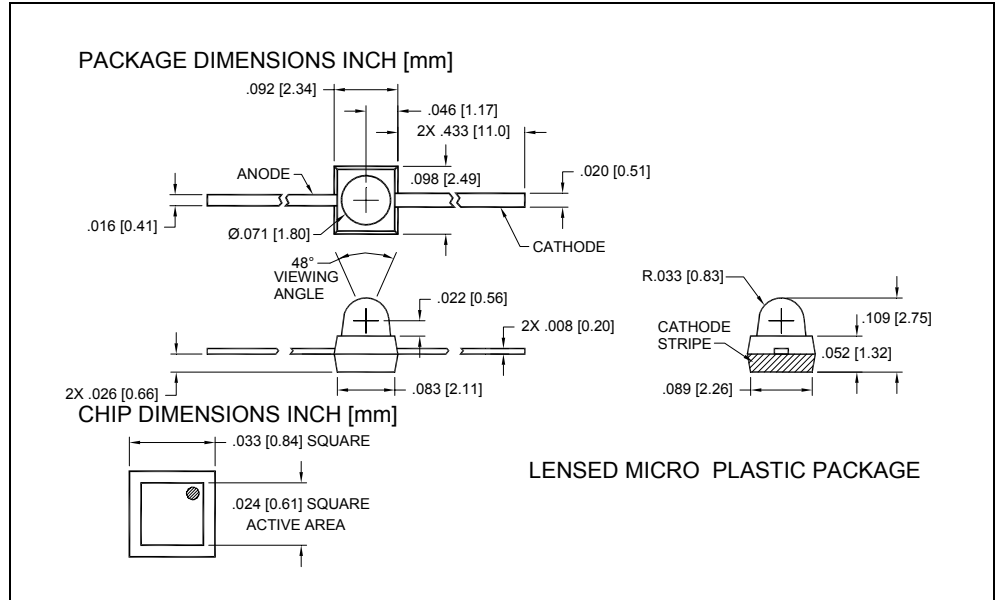 PACKAGE DIMENSIONS INCH [mm]
.092 [2.34]
.046 [1.17]
2X .433 [11.0]
ANODE
.098 [2.49]
.020 [0.51]
.016 [0.41]
Ø.071 [1.80]
CATHODE
48°
VIEWING
ANGLE
.022 [0.56]
2X .008 [0.20]
2X .026 [0.66]
.083 [2.11]
R.033 [0.83]
.109 [2.75]
CATHODE
STRIPE
.052 [1.32]
.089 [2.26]
CHIP DIMENSIONS INCH [mm]
.033 [0.84] SQUARE
.024 [0.61] SQUARE
ACTIVE AREA
LENSED MICRO PLASTIC PACKAGE